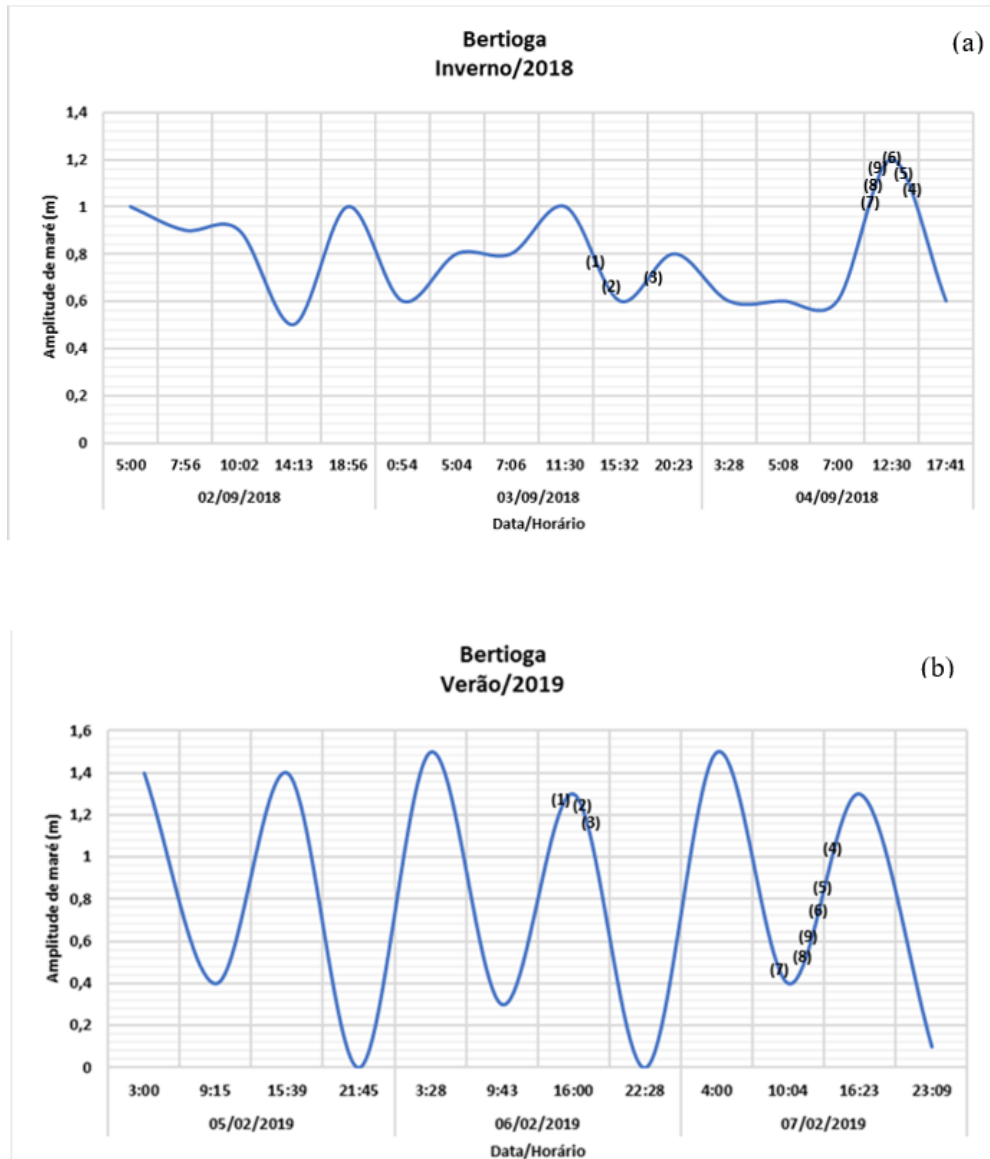 Bertioga
Inverno/2018
(a)
Amplitude de maré (m)
1,4
1,2
1
0,8
0,6
0,4
0,2
0
(1)
(2)
(3)
(6)
(9)
(5)
(8)
(4)
(7)
5:00 7:56 10:02 14:13 18:56 0:54 5:04 7:06 11:30 15:32 20:23 3:28 5:08 7:00 12:30 17:41
02/09/2018 03/09/2018 04/09/2018
Data/Horário
Bertioga
Verão/2019
(b)
Amplitude de maré (m)
1,6
1,4
1,2
1
0,8
0,6
0,4
0,2
0
(1)
(2)
(3)
(4)
(5)
(6)
(9)
(8)
(7)
3:00 9:15 15:39 21:45 3:28 9:43 16:00 22:28 4:00 10:04 16:23 23:09
05/02/2019 06/02/2019 07/02/2019
Data/Horário